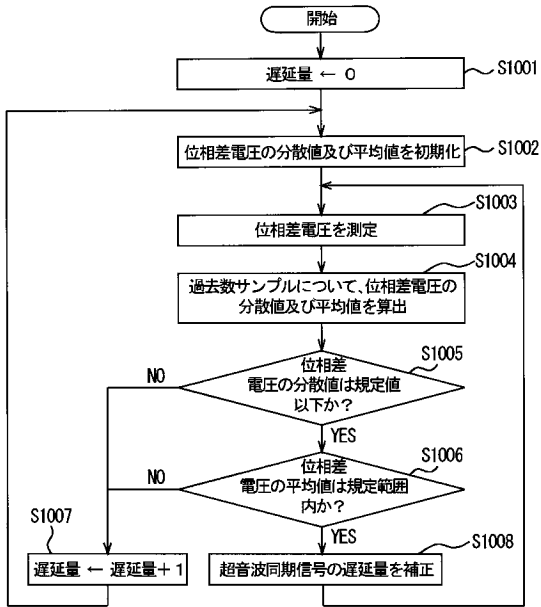 開始
遅延量 ← 0
S1001
位相差電圧の分散値及び平均値を初期化
S1002
位相差電圧を測定
S1003
過去数サンプルについて、位相差電圧の
分散値及び平均値を算出
S1004
位相差
電圧の分散値は規定値
以下か?
S1005
NO
YES
位相差
電圧の平均値は規定範囲
内か?
S1006
NO
YES
S1007
遅延量 ← 遅延量+1
超音波同期信号の遅延量を補正
S1008